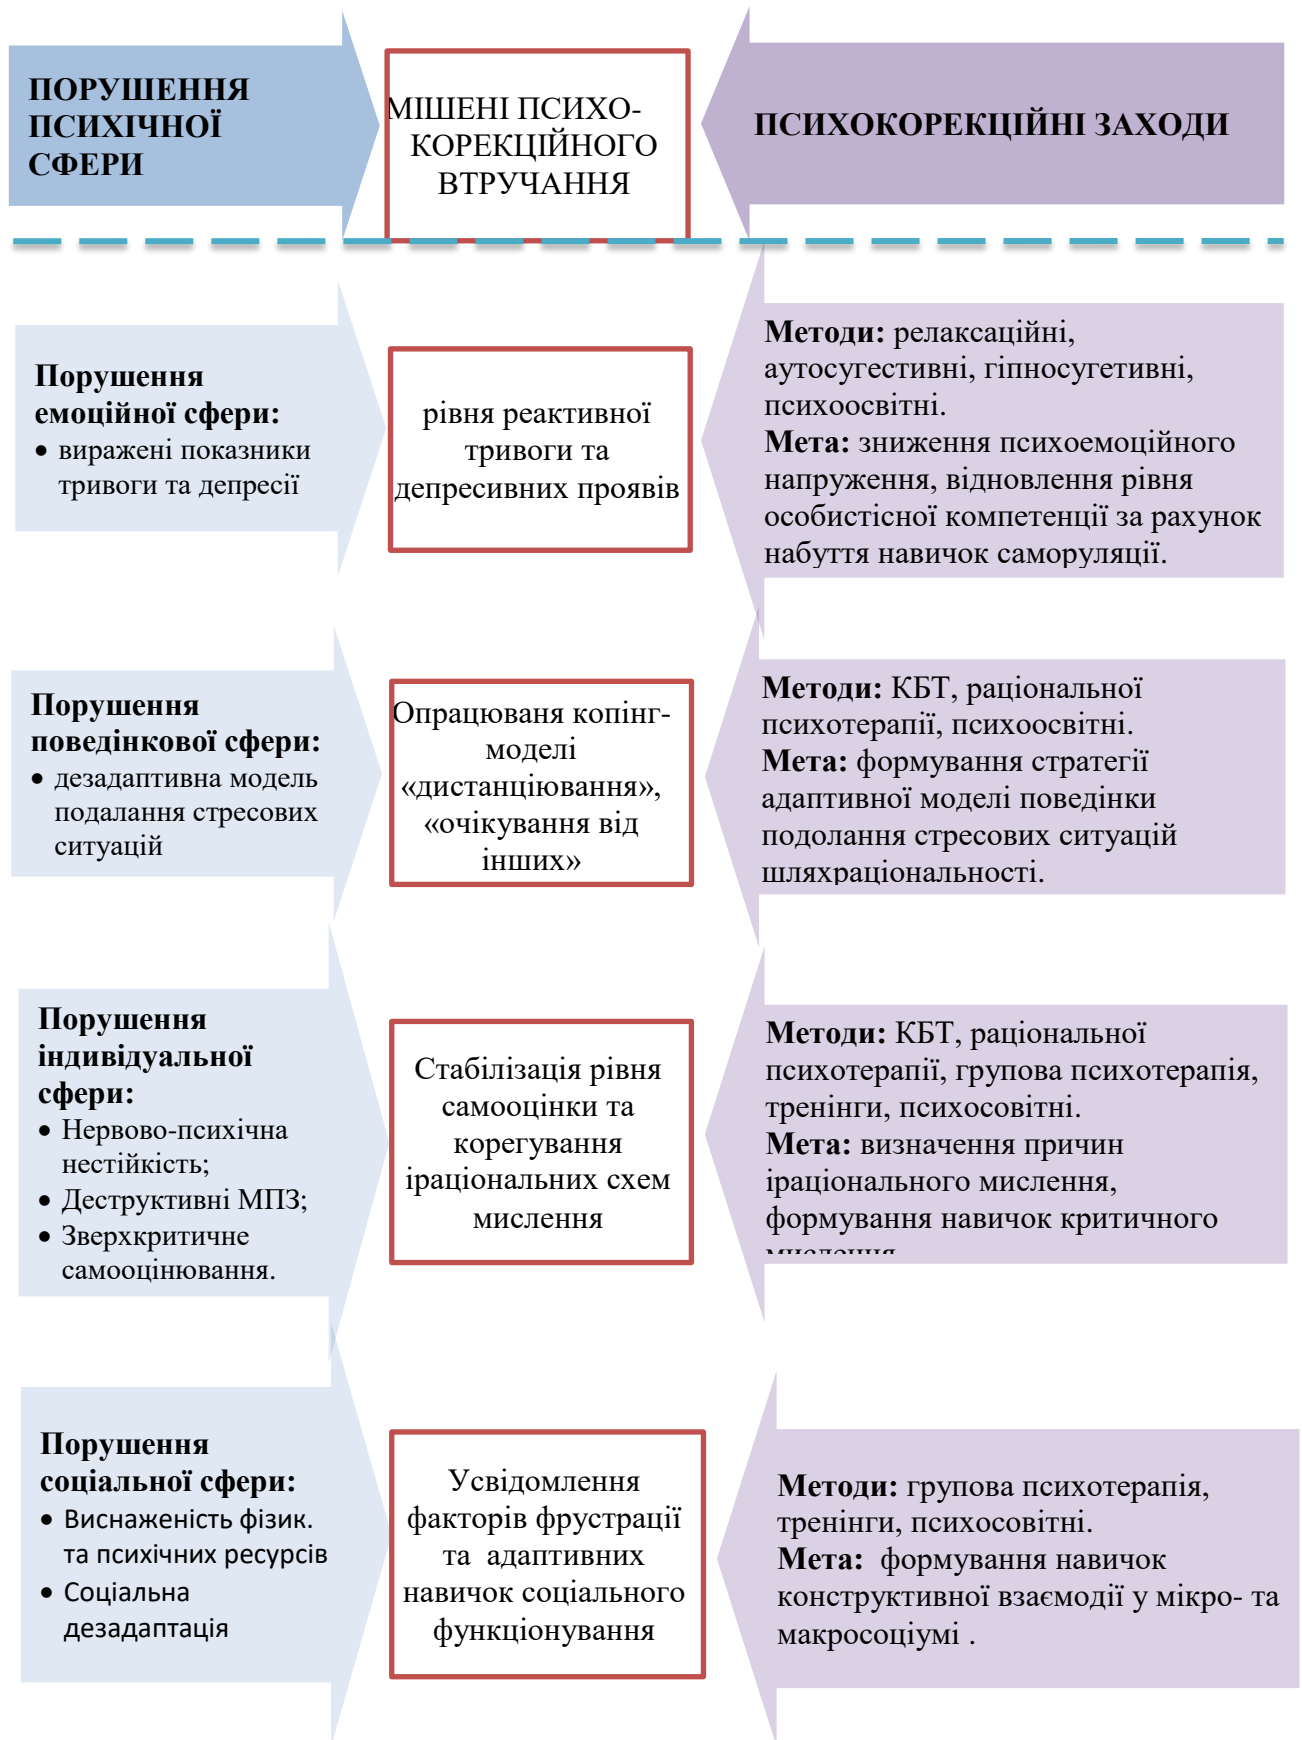 ПОРУШЕННЯ
ПСИХІЧНОЇ
СФЕРИ
МІШЕНІ ПСИХО-
КОРЕКЦІЙНОГО
ВТРУЧАННЯ
ПСИХОКОРЕКЦІЙНІ ЗАХОДИ
Порушення
емоційної сфери:
• виражені показники
тривоги та депресії
рівня реактивної
тривоги та
депресивних проявів
Методи: релаксаційні,
аутосугестивні, гіпносугетивні,
психоосвітні.
Мета: зниження психоемоційного
напруження, відновлення рівня
особистісної компетенції за рахунок
набуття навичок саморуляції.
Порушення
поведінкової сфери:
• дезадаптивна модель
подалання стресових
ситуацій
Опрацюваня копінг-
моделі
«дистанціювання»,
«очікування від
інших»
Методи: КБТ, раціональної
психотерапії, психоосвітні.
Мета: формування стратегії
адаптивної моделі поведінки
подолання стресових ситуацій
шляхраціональності.
Порушення
індивідуальної
сфери:
• Нервово-психічна
нестійкість;
• Деструктивні МПЗ;
• Зверхкритичне
самооцінювання.
Стабілізація рівня
самооцінки та
корегування
іраціональних схем
мислення
Методи: КБТ, раціональної
психотерапії, групова психотерапія,
тренінги, психосовітні.
Мета: визначення причин
іраціонального мислення,
формування навичок критичного
мислення
Порушення
соціальної сфери:
• Виснаженість фізик.
та психічних ресурсів
• Соціальна
дезадаптація
Усвідомлення
факторів фрустрації
та адаптивних
навичок соціального
функціонування
Методи: групова психотерапія,
тренінги, психосовітні.
Мета: формування навичок
конструктивної взаємодії у мікро- та
макросоціумі .